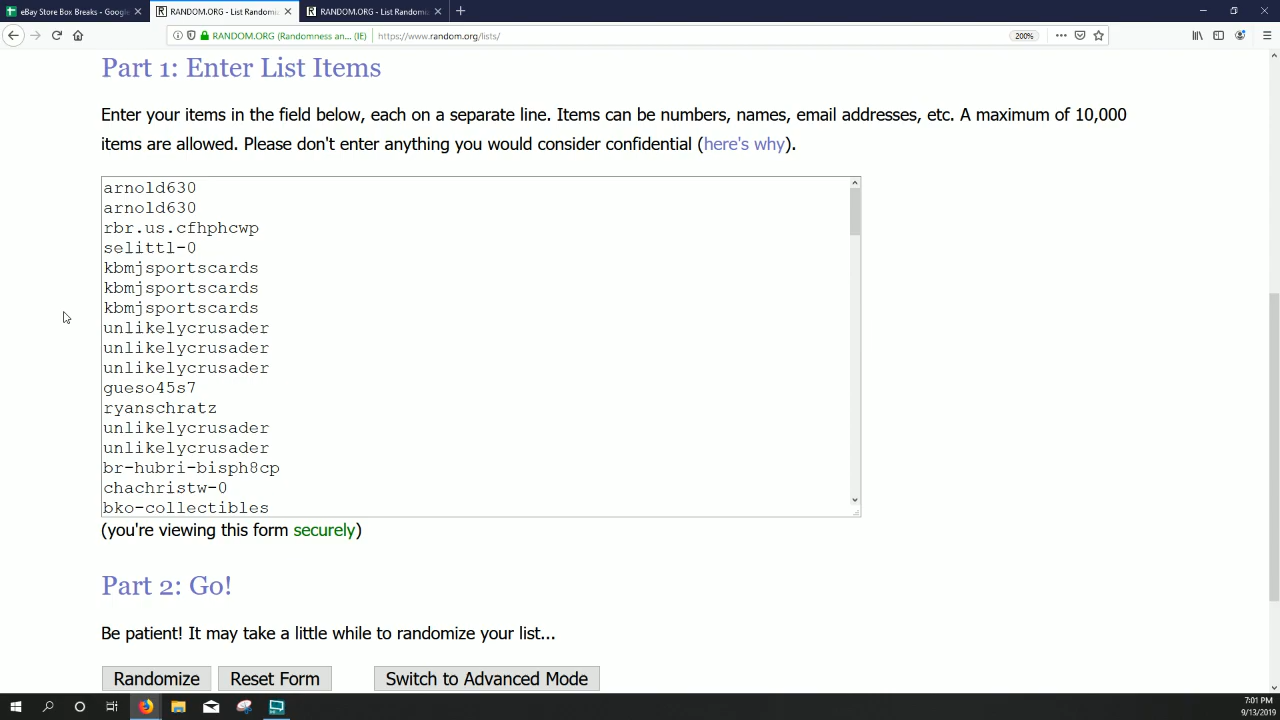 eBay Store Box Breaks - Google
RANDOM.ORG - List Randomi
RANDOM.ORG - List Randomi
RANDOM.ORG (Randomness an... (IE)
https://www.random.org/lists/
200%
Part 1: Enter List Items
Enter your items in the field below, each on a separate line. Items can be numbers, names, email addresses, etc. A maximum of 10,000
items are allowed. Please don't enter anything you would consider confidential (here's why).
arnold630
arnold630
rbr.us.cfhphcwp
selittl-0
kbmjsportscards
kbmjsportscards
kbmjsportscards
unlikelycrusader
unlikelycrusader
unlikelycrusader
gueso45s7
ryanschratz
unlikelycrusader
unlikelycrusader
br-hubri-bisph8cp
chachristw-0
bko-collectibles
(you're viewing this form securely)
Part 2: Go!
Be patient! It may take a little while to randomize your list...
Randomize
Reset Form
Switch to Advanced Mode
7:01 PM
9/13/2019